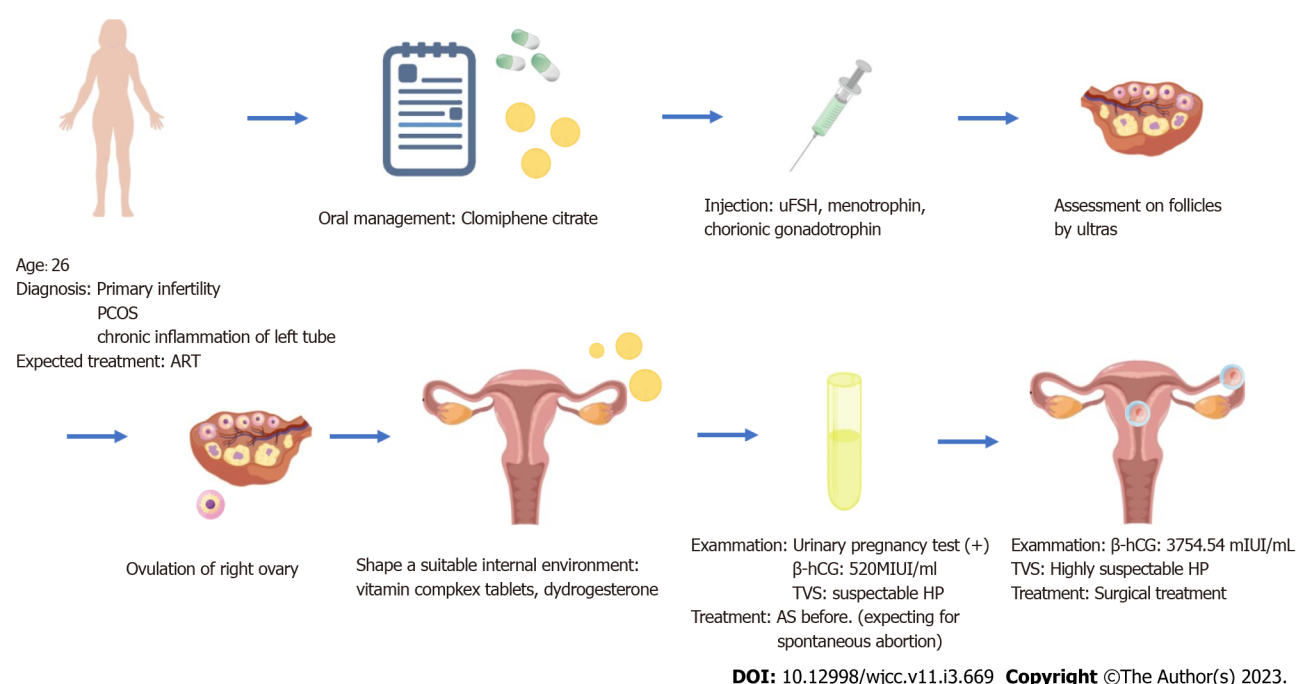 Oral management: Clomiphene citrate
Injection: uFSH, menotrophin,
chorionic gonadotrophin
Assessment on follicles
by ultras
Age: 26
Diagnosis: Primary infertility
PCOS
chronic inflammation of left tube
Expected treatment: ART
Ovulation of right ovary
Shape a suitable internal environment:
vitamin compkex tablets, dydrogesterone
Exammation: Urinary pregnancy test (+)
β-hCG: 520MIUI/ml
TVS: suspectable HP
Treatment: AS before. (expecting for
spontaneous abortion)
Exammation: β-hCG: 3754.54 mIUI/mL
TVS: Highly suspectable HP
Treatment: Surgical treatment
DOI: 10.12998/wjcc.v11.i3.669 Copyright ©The Author(s) 2023.